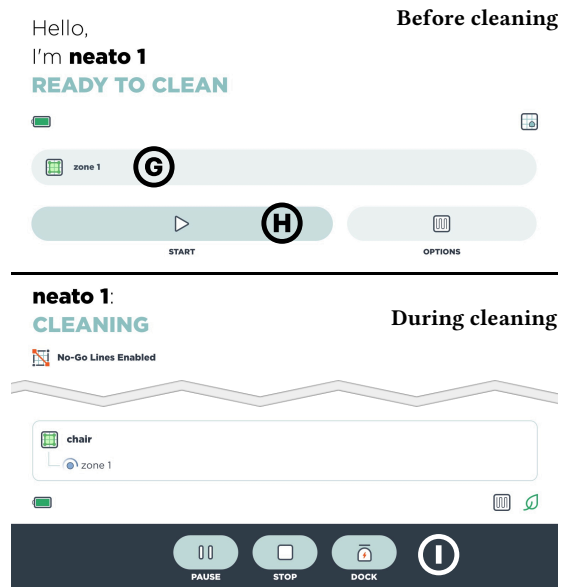 Before cleaning
Hello,
I'm neato 1
READY TO CLEAN
zone 1
G
H
START
OPTIONS
neato 1:
CLEANING
During cleaning
No-Go Lines Enabled
chair
zone 1
I
PAUSE
STOP
DOCK